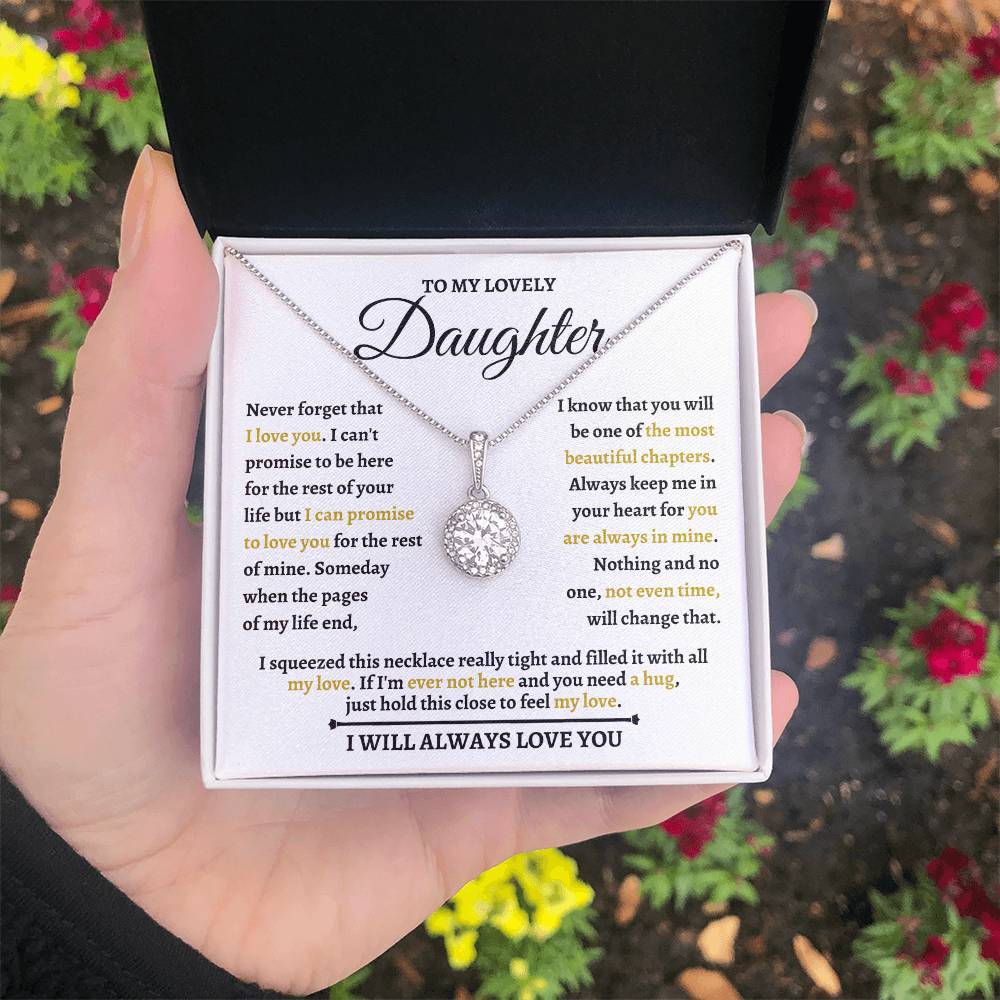 TO MY LOVELY
Daughter
Never forget that
I love you. I can't
promise to be here
for the rest of your
life but I can promise
to love you for the rest
of mine. Someday
when the pages
of my life end,
I know that you will
be one of the most
beautiful chapters.
Always keep me in
your heart for you
are always in mine.
Nothing and no
one, not even time,
will change that.
I squeezed this necklace really tight and filled it with all
my love. If I'm ever not here and you need a hug,
just hold this close to feel my love.
I WILL ALWAYS LOVE YOU